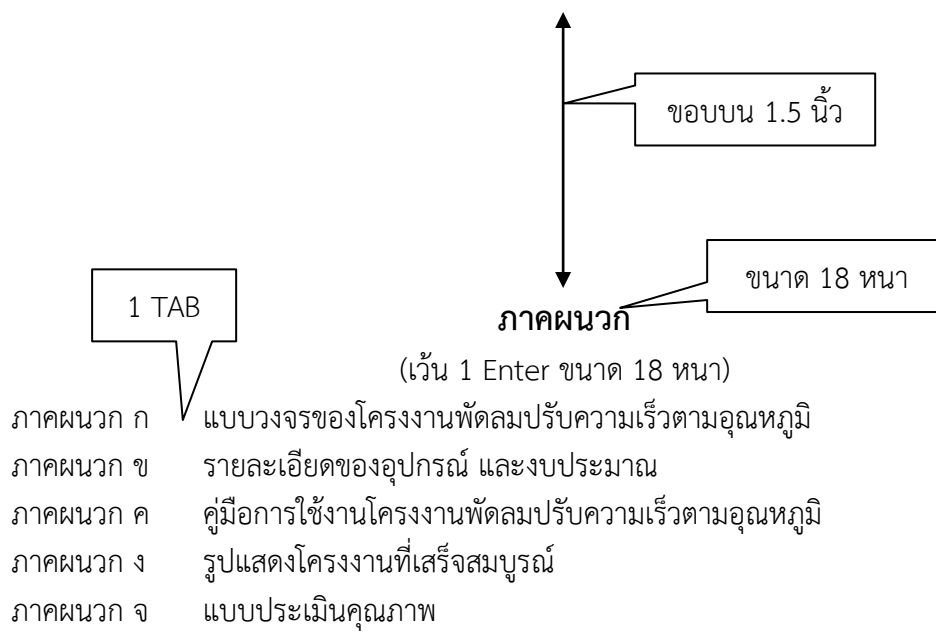 ขอบบน 1.5 นิ้ว
ขนาด 18 หนา
1 TAB
ภาคผนวก
(เว้น 1 Enter ขนาด 18 หนา)
ภาคผนวก ก แบบวงจรของโครงงานพัดลมปรับความเร็วตามอุณหภูมิ
ภาคผนวก ข รายละเอียดของอุปกรณ์ และงบประมาณ
ภาคผนวก ค คู่มือการใช้งานโครงงานพัดลมปรับความเร็วตามอุณหภูมิ
ภาคผนวก ง รูปแสดงโครงงานที่เสร็จสมบูรณ์
ภาคผนวก จ แบบประเมินคุณภาพ